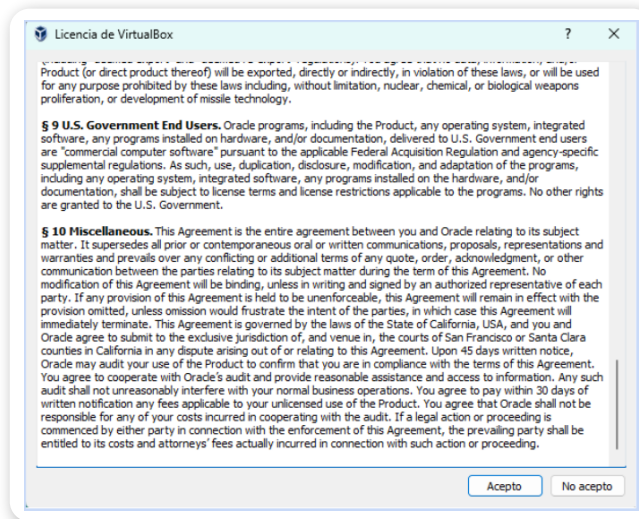 Licencia de VirtualBox
Product (or direct product thereof) will be exported, directly or indirectly, in violation of these laws, or will be used
for any purpose prohibited by these laws including, without limitation, nuclear, chemical, or biological weapons
proliferation, or development of missile technology.
§ 9 U.S. Government End Users. Oracle programs, including the Product, any operating system, integrated
software, any programs installed on hardware, and/or documentation, delivered to U.S. Government end users
are "commercial computer software" pursuant to the applicable Federal Acquisition Regulation and agency-specific
supplemental regulations. As such, use, duplication, disclosure, modification, and adaptation of the programs,
including any operating system, integrated software, any programs installed on the hardware, and/or
documentation, shall be subject to license terms and license restrictions applicable to the programs. No other rights
are granted to the U.S. Government.
§ 10 Miscellaneous. This Agreement is the entire agreement between you and Oracle relating to its subject
matter. It supersedes all prior or contemporaneous oral or written communications, proposals, representations and
warranties and prevails over any conflicting or additional terms of any quote, order, acknowledgment, or other
communication between the parties relating to its subject matter during the term of this Agreement. No
modification of this Agreement will be binding, unless in writing and signed by an authorized representative of each
party. If any provision of this Agreement is held to be unenforceable, this Agreement will remain in effect with the
provision omitted, unless omission would frustrate the intent of the parties, in which case this Agreement will
immediately terminate. This Agreement is governed by the laws of the State of California, USA, and you and
Oracle agree to submit to the exclusive jurisdiction of, and venue in, the courts of San Francisco or Santa Clara
counties in California in any dispute arising out of or relating to this Agreement. Upon 45 days written notice,
Oracle may audit your use of the Product to confirm that you are in compliance with the terms of this Agreement.
You agree to cooperate with Oracle's audit and provide reasonable assistance and access to information. Any such
audit shall not unreasonably interfere with your normal business operations. You agree to pay within 30 days of
written notification any fees applicable to your unlicensed use of the Product. You agree that Oracle shall not be
responsible for any of your costs incurred in cooperating with the audit. If a legal action or proceeding is
commenced by either party in connection with the enforcement of this Agreement, the prevailing party shall be
entitled to its costs and attorneys' fees actually incurred in connection with such action or proceeding.
Acepto
No acepto